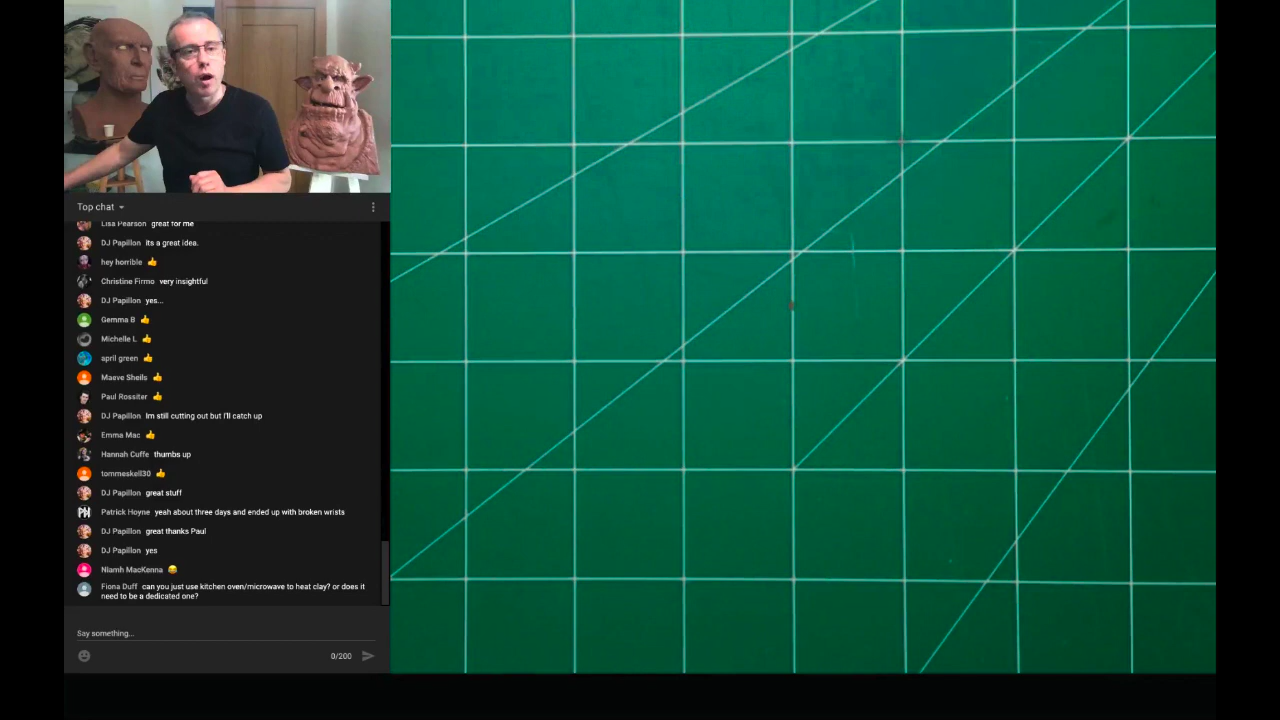 Top chat
Lisa Pearson great for me
DJ Papillon its a great idea.
hey horrible 👍
Christine Firmo very insightful
DJ Papillon yes...
Gemma B 👍
Michelle L 👍
april green 👍
Maeve Sheils 👍
Paul Rossiter 👍
DJ Papillon Im still cutting out but I'll catch up
Emma Mac 👍
Hannah Cuffe thumbs up
tommeskell30 👍
DJ Papillon great stuff
PH Patrick Hoyne yeah about three days and ended up with broken wrists
DJ Papillon great thanks Paul
DJ Papillon yes
Niamh MacKenna 😂
Fiona Duff can you just use kitchen oven/microwave to heat clay? or does it
need to be a dedicated one?
Say something...
0/200